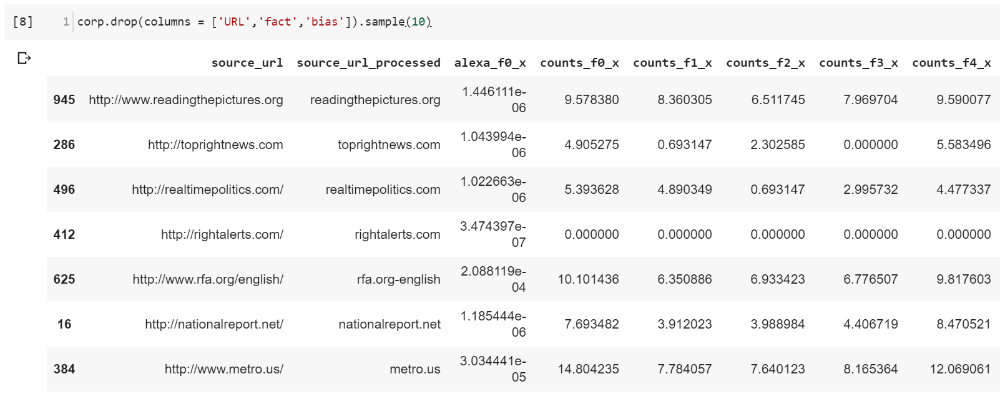 [8] 1 corp.drop(columns = ['URL','fact','bias']).sample(10)
source_url source_url_processed alexa_f0_x counts_f0_x counts_f1_x counts_f2_x counts_f3_x counts_f4_x
945 http://www.readingthepictures.org readingthepictures.org 1.446111e-06 9.578380 8.360305 6.511745 7.969704 9.590077
286 http://toprightnews.com toprightnews.com 1.043994e-06 4.905275 0.693147 2.302585 0.000000 5.583496
496 http://realtimepolitics.com/ realtimepolitics.com 1.022663e-06 5.393628 4.890349 0.693147 2.995732 4.477337
412 http://rightalerts.com/ rightalerts.com 3.474397e-07 0.000000 0.000000 0.000000 0.000000 0.000000
625 http://www.rfa.org/english/ rfa.org-english 2.088119e-04 10.101436 6.350886 6.933423 6.776507 9.817603
16 http://nationalreport.net/ nationalreport.net 1.185444e-06 7.693482 3.912023 3.988984 4.406719 8.470521
384 http://www.metro.us/ metro.us 3.034441e-05 14.804235 7.784057 7.640123 8.165364 12.069061